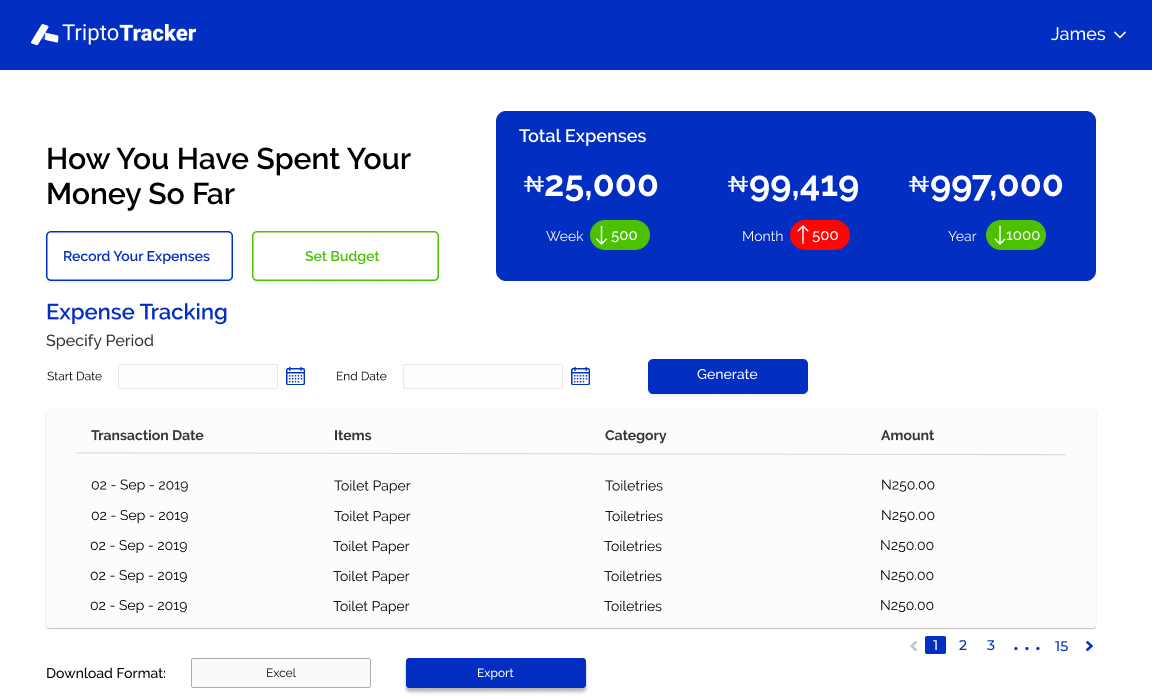 TriptoTracker
James
How You Have Spent Your
Money So Far
Record Your Expenses
Set Budget
Total Expenses
₦25,000
₦99,419
₦997,000
Week ↓ 500
Month ↑ 500
Year ↓1000
Expense Tracking
Specify Period
Start Date
End Date
Generate
Transaction Date Items Category Amount
02 - Sep - 2019 Toilet Paper Toiletries N250.00
02 - Sep - 2019 Toilet Paper Toiletries N250.00
02 - Sep - 2019 Toilet Paper Toiletries N250.00
02 - Sep - 2019 Toilet Paper Toiletries N250.00
02 - Sep - 2019 Toilet Paper Toiletries N250.00
< 1 2 3 . . . . 15 >
Download Format: Excel Export